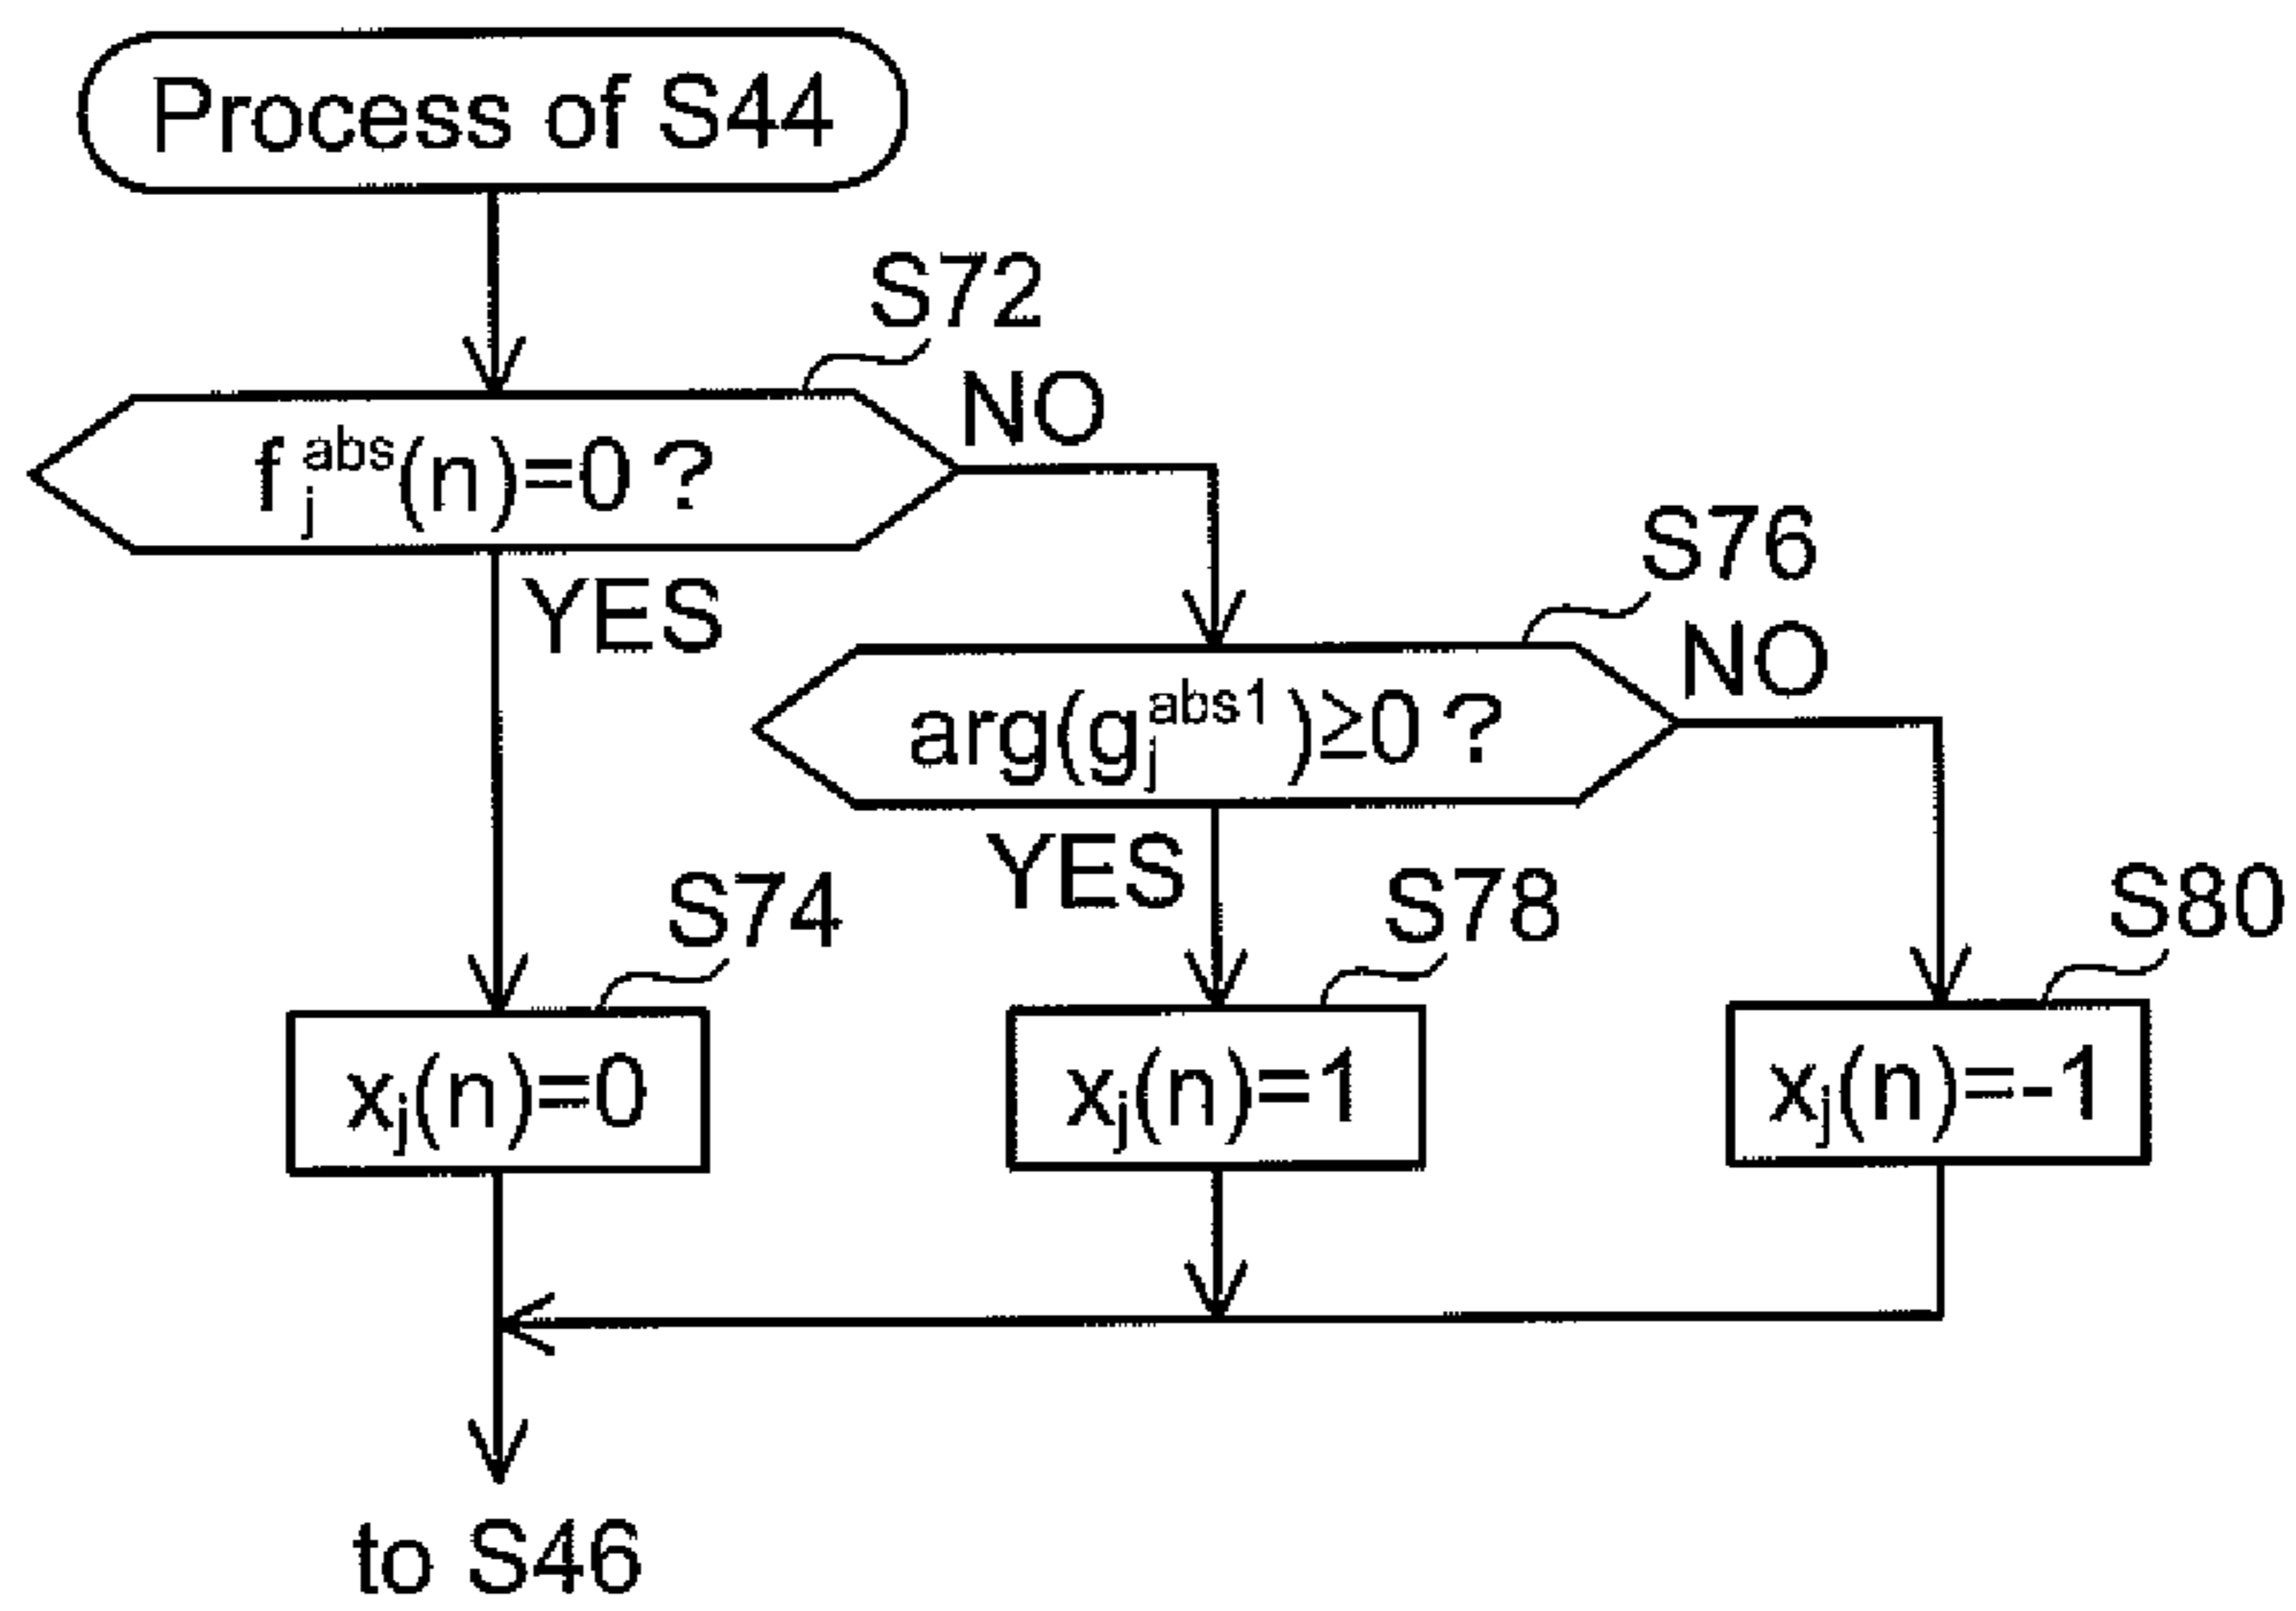 Process of S44
S72
NO
f_j^abs(n)=0?
YES
S76
NO
arg(g_j^abs1)≥0?
YES
S74
S78
S80
x_j(n)=0
x_j(n)=1
x_j(n)=-1
to S46